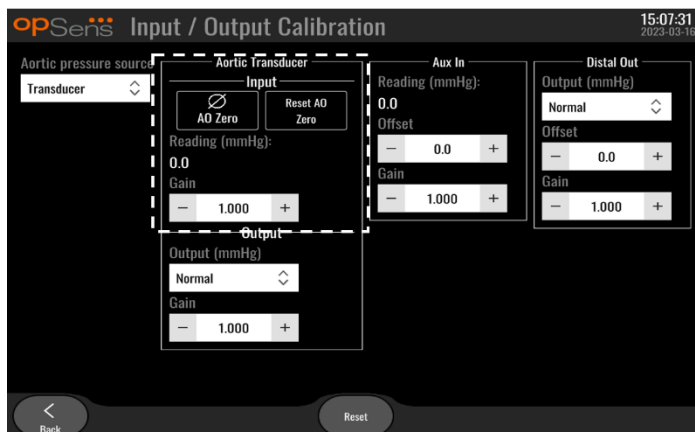 opSens Input / Output Calibration
15:07:31
2023-03-16
Aortic pressure source
Transducer
Aortic Transducer
Input
AO Zero
Reset AO
Zero
Reading (mmHg):
0.0
Gain
− 1.000 +
Output
Output (mmHg)
Normal
Gain
− 1.000 +
Aux In
Reading (mmHg):
0.0
Offset
− 0.0 +
Gain
− 1.000 +
Distal Out
Output (mmHg)
Normal
Offset
− 0.0 +
Gain
− 1.000 +
Back
Reset